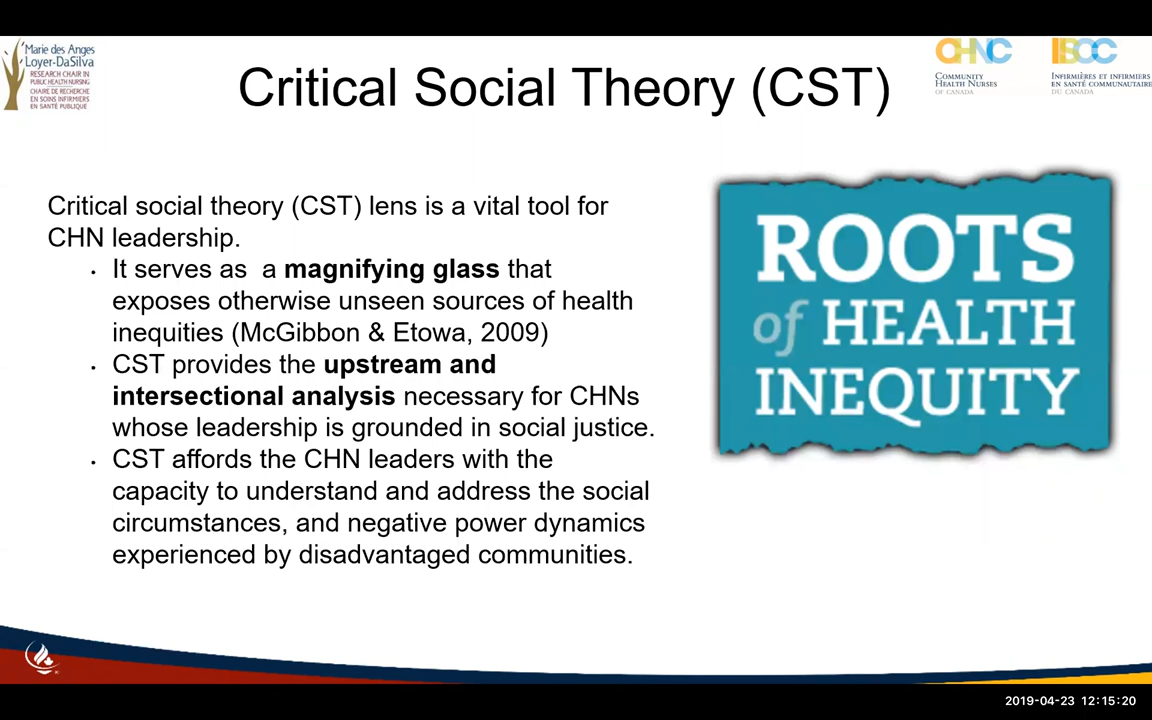 Marie des Anges
Loyer-DaSilva
RESEARCH CHAIR IN
PUBLIC HEALTH NURSING
CHAIRE DE RECHERCHE
EN SOINS INFIRMIERS
EN SANTÉ PUBLIQUE
Critical Social Theory (CST)
CHNC
COMMUNITY
HEALTH NURSES
OF CANADA
IISCC
INFIRMIÈRES ET INFIRMIERS
EN SANTÉ COMMUNAUTAIRE
DU CANADA
Critical social theory (CST) lens is a vital tool for
CHN leadership.
• It serves as a magnifying glass that
exposes otherwise unseen sources of health
inequities (McGibbon & Etowa, 2009)
• CST provides the upstream and
intersectional analysis necessary for CHNs
whose leadership is grounded in social justice.
• CST affords the CHN leaders with the
capacity to understand and address the social
circumstances, and negative power dynamics
experienced by disadvantaged communities.
ROOTS
of HEALTH
INEQUITY
2019-04-23 12:15:20